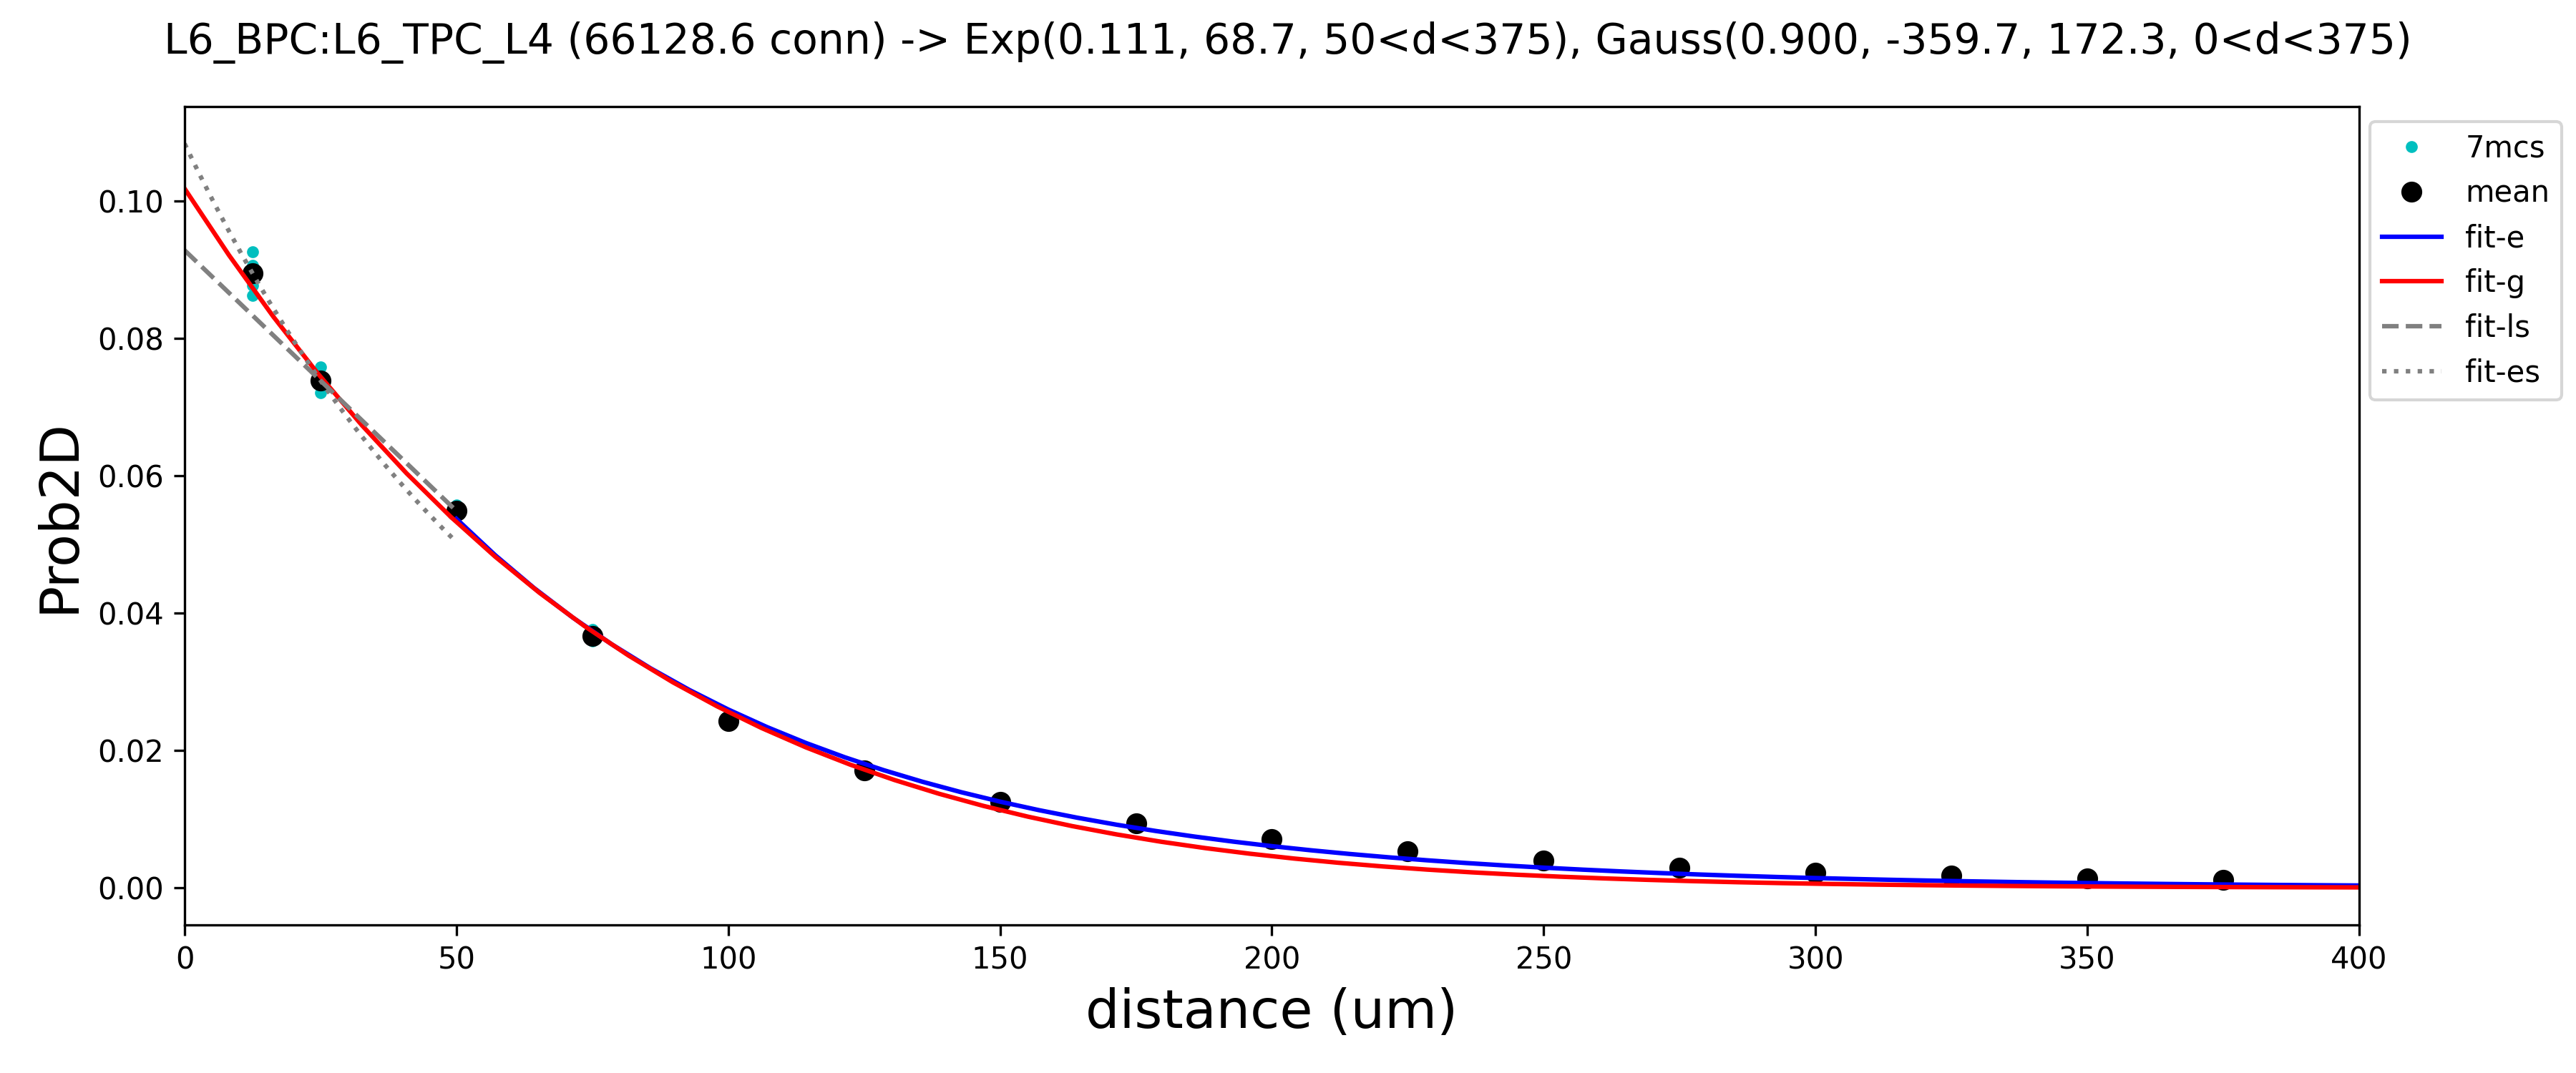 L6_BPC:L6_TPC_L4 (66128.6 conn) -> Exp(0.111, 68.7, 50<d<375), Gauss(0.900, -359.7, 172.3, 0<d<375)
7mcs
mean
fit-e
fit-g
fit-ls
fit-es
Prob2D
0.10
0.08
0.06
0.04
0.02
0.00
0 50 100 150 200 250 300 350 400
distance (um)